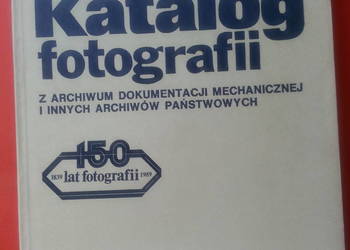 Katalog
fotografii
Z ARCHIWUM DOKUMENTACJI MECHANICZNEJ
I INNYCH ARCHIWÓW PAŃSTWOWYCH
150
1839 lat fotografii 1989